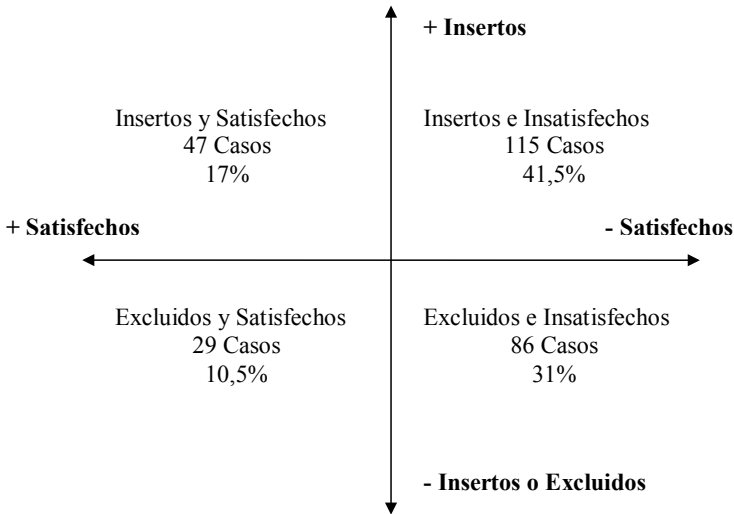 + Insertos
Insertos y Satisfechos
47 Casos
17%
Insertos e Insatisfechos
115 Casos
41,5%
+ Satisfechos
- Satisfechos
Excluidos y Satisfechos
29 Casos
10,5%
Excluidos e Insatisfechos
86 Casos
31%
- Insertos o Excluidos